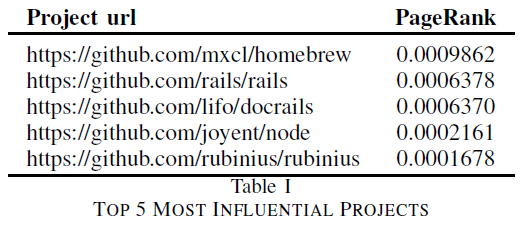 Project url PageRank
https://github.com/mxcl/homebrew 0.0009862
https://github.com/rails/rails 0.0006378
https://github.com/lifo/docrails 0.0006370
https://github.com/joyent/node 0.0002161
https://github.com/rubinius/rubinius 0.0001678
Table I
TOP 5 MOST INFLUENTIAL PROJECTS